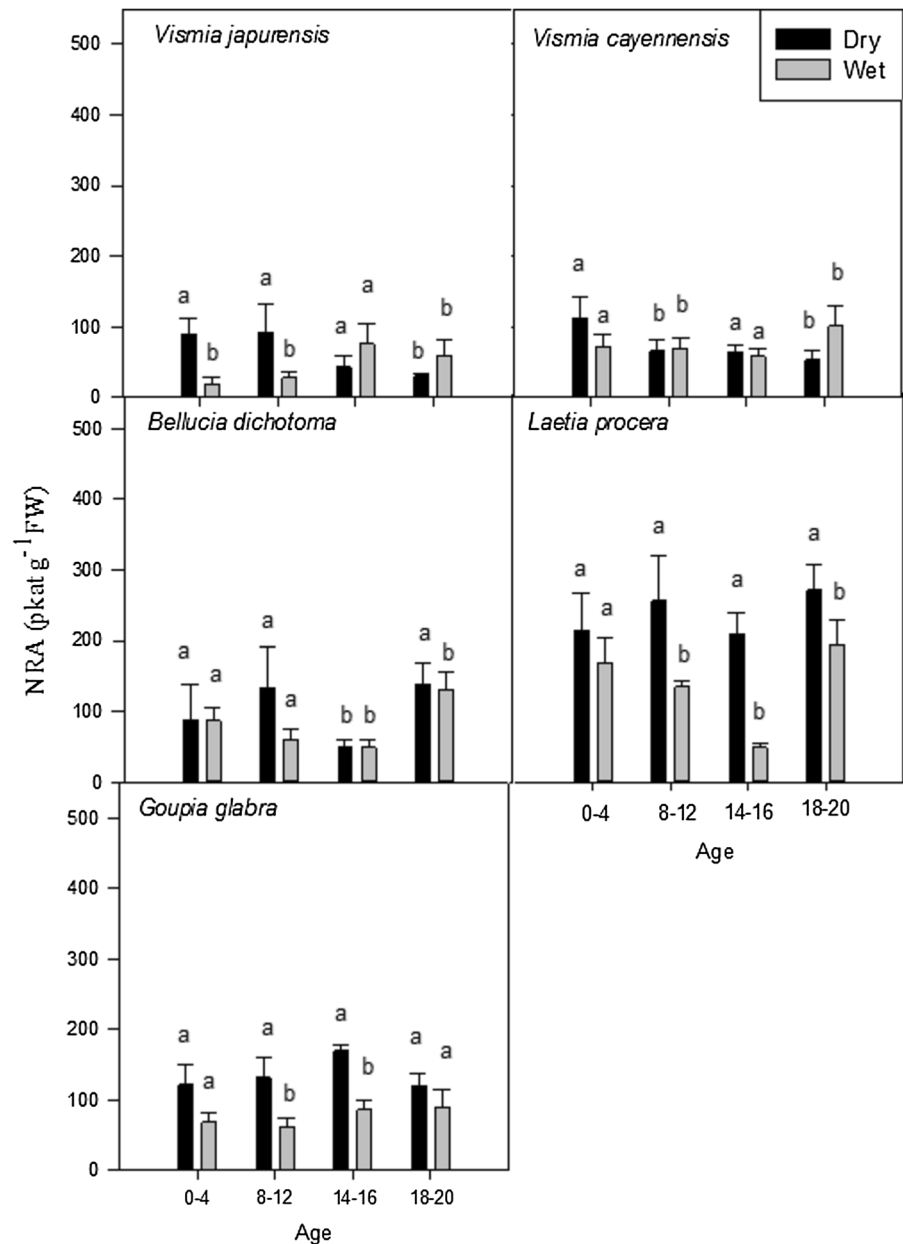 Vismia japurensis
500
400
300
200
100
0
a
b
a
b
a
a
b
b
Vismia cayennensis
Dry
Wet
a
a
b
b
a
a
b
b
NRA (pkat g-1FW)
Bellucia dichotoma
500
400
300
200
100
0
a
a
a
a
b
b
a
b
Laetia procera
a
a
a
b
a
b
a
b
0-4
8-12
14-16
18-20
Age
Goupia glabra
500
400
300
200
100
0
a
a
a
b
a
b
a
a
0-4
8-12
14-16
18-20
Age